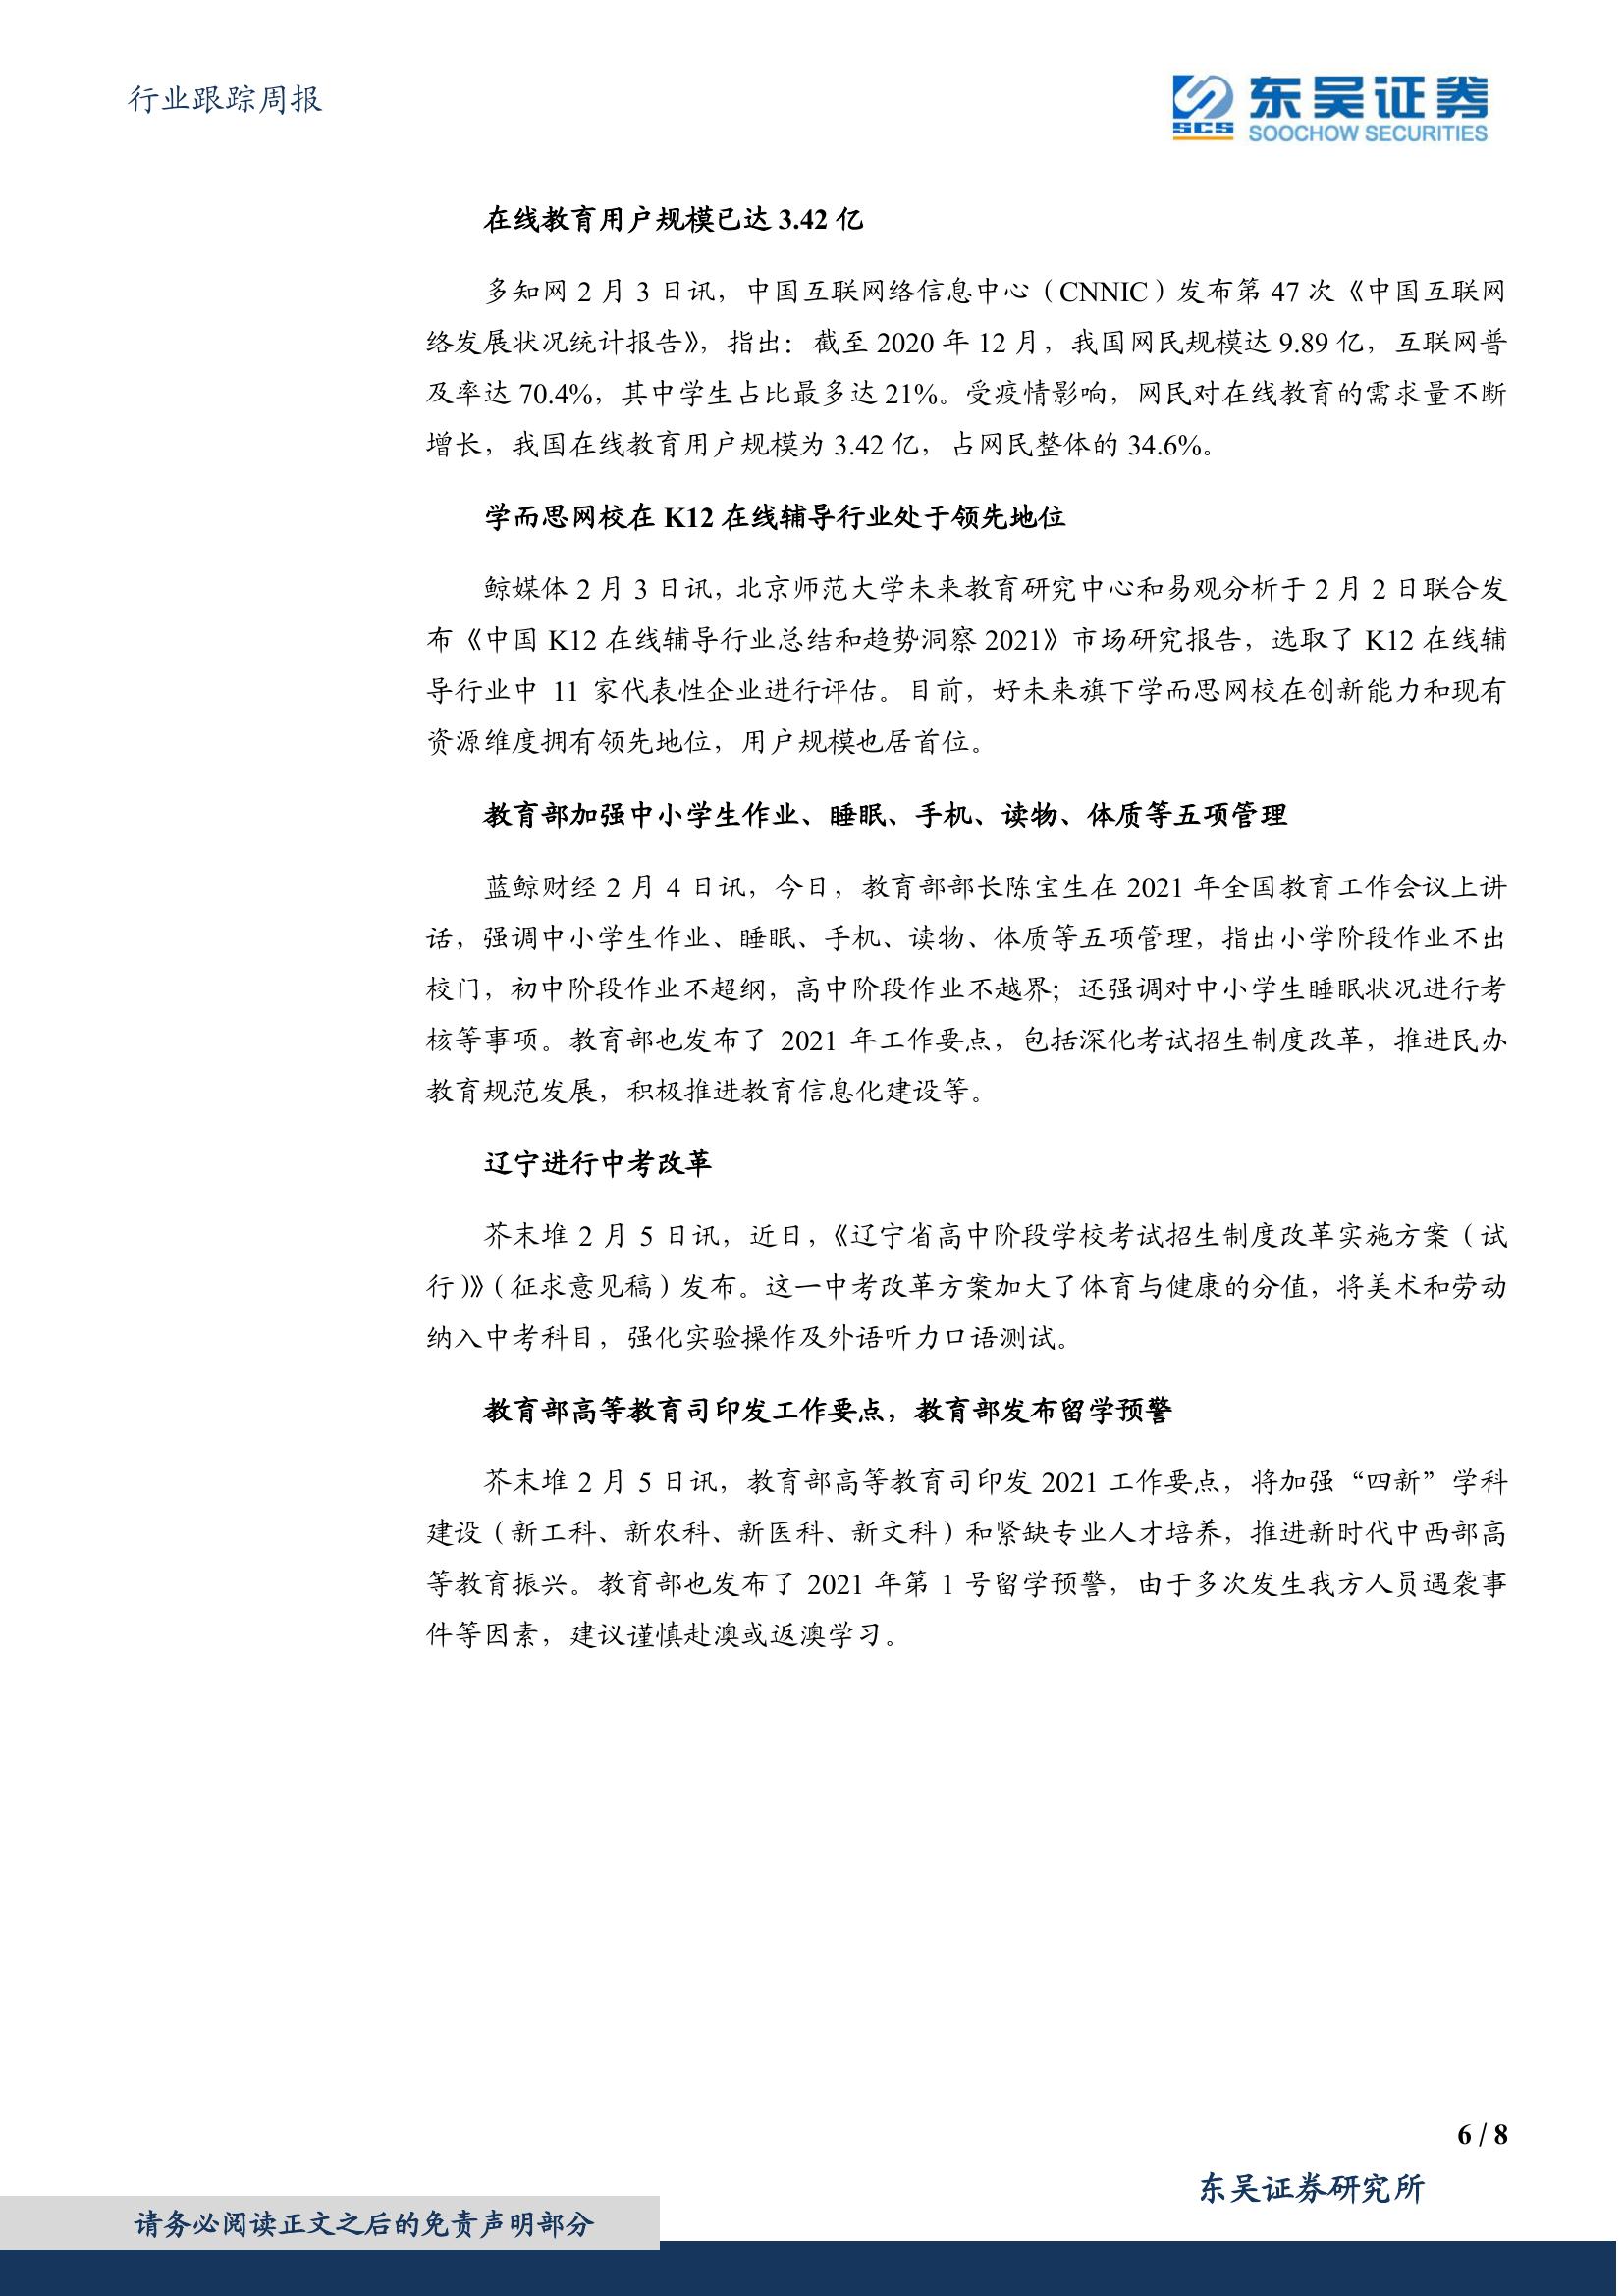 行业跟踪周报
东吴证券
SCS
SOOCHOW SECURITIES
在线教育用户规模已达 3.42 亿
多知网 2 月 3 日讯，中国互联网络信息中心（CNNIC）发布第 47 次《中国互联网
络发展状况统计报告》，指出：截至 2020 年 12 月，我国网民规模达 9.89 亿，互联网普
及率达 70.4%，其中学生占比最多达 21%。受疫情影响，网民对在线教育的需求量不断
增长，我国在线教育用户规模为 3.42 亿，占网民整体的 34.6%。
学而思网校在 K12 在线辅导行业处于领先地位
鲸媒体 2 月 3 日讯，北京师范大学未来教育研究中心和易观分析于 2 月 2 日联合发
布《中国 K12 在线辅导行业总结和趋势洞察 2021》市场研究报告，选取了 K12 在线辅
导行业中 11 家代表性企业进行评估。目前，好未来旗下学而思网校在创新能力和现有
资源维度拥有领先地位，用户规模也居首位。
教育部加强中小学生作业、睡眠、手机、读物、体质等五项管理
蓝鲸财经 2 月 4 日讯，今日，教育部部长陈宝生在 2021 年全国教育工作会议上讲
话，强调中小学生作业、睡眠、手机、读物、体质等五项管理，指出小学阶段作业不出
校门，初中阶段作业不超纲，高中阶段作业不越界；还强调对中小学生睡眠状况进行考
核等事项。教育部也发布了 2021 年工作要点，包括深化考试招生制度改革，推进民办
教育规范发展，积极推进教育信息化建设等。
辽宁进行中考改革
芥末堆 2 月 5 日讯，近日，《辽宁省高中阶段学校考试招生制度改革实施方案（试
行）》（征求意见稿）发布。这一中考改革方案加大了体育与健康的分值，将美术和劳动
纳入中考科目，强化实验操作及外语听力口语测试。
教育部高等教育司印发工作要点，教育部发布留学预警
芥末堆 2 月 5 日讯，教育部高等教育司印发 2021 工作要点，将加强“四新”学科
建设（新工科、新农科、新医科、新文科）和紧缺专业人才培养，推进新时代中西部高
等教育振兴。教育部也发布了 2021 年第 1 号留学预警，由于多次发生我方人员遇袭事
件等因素，建议谨慎赴澳或返澳学习。
6 / 8
东吴证券研究所
请务必阅读正文之后的免责声明部分